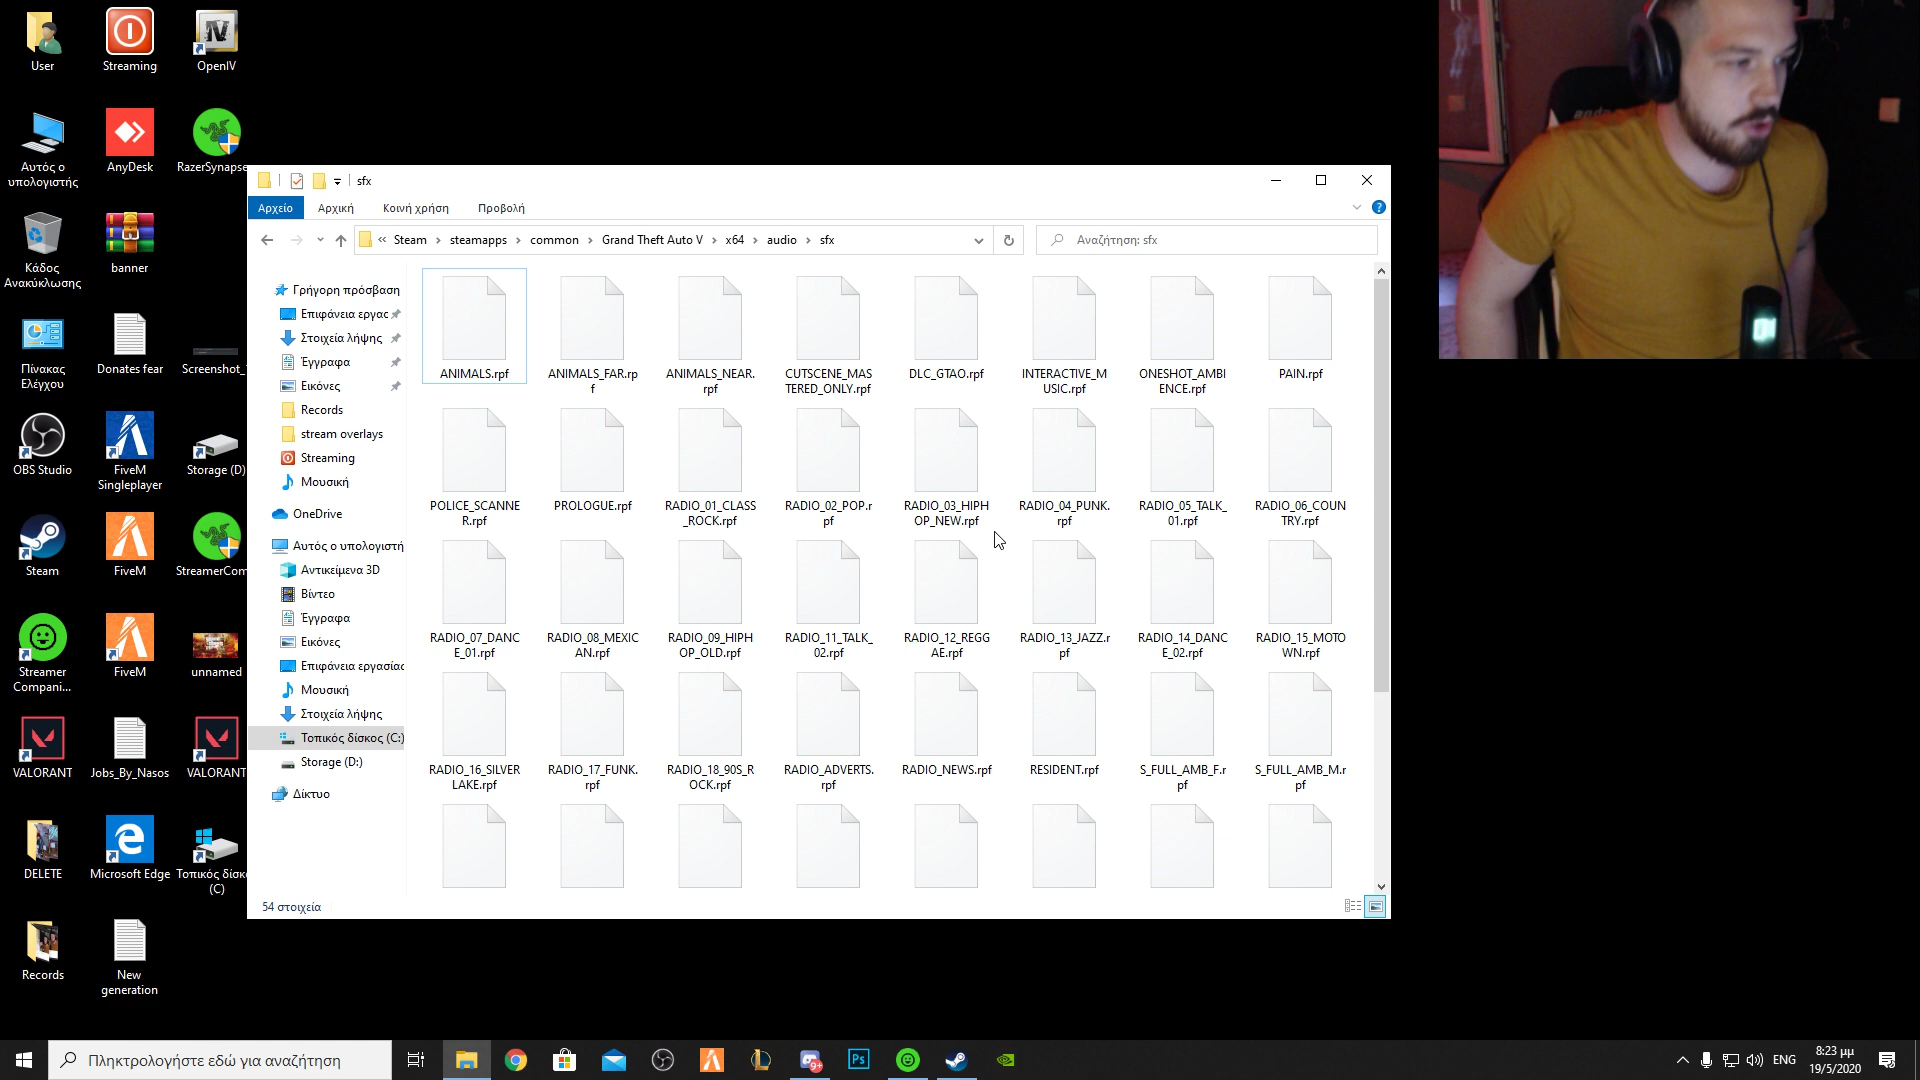 User
Streaming
OpenIV
Αυτός ο
υπολογιστής
AnyDesk
RazerSynapse
Κάδος
Ανακύκλωσης
banner
Πίνακας
Ελέγχου
Donates fear
Screenshot_
OBS Studio
FiveM
Singleplayer
Storage (D)
Steam
FiveM
StreamerCom
Streamer
Compani...
FiveM
unnamed
VALORANT
Jobs_By_Nasos
VALORANT
DELETE
Microsoft Edge
Τοπικός δίσκ
(C)
Records
New
generation
sfx
Αρχείο
Αρχική
Κοινή χρήση
Προβολή
« Steam › steamapps › common › Grand Theft Auto V › x64 › audio › sfx
Αναζήτηση: sfx
Γρήγορη πρόσβαση
Επιφάνεια εργας
Στοιχεία λήψης
Έγγραφα
Εικόνες
Records
stream overlays
Streaming
Μουσική
OneDrive
Αυτός ο υπολογιστή
Αντικείμενα 3D
Βίντεο
Έγγραφα
Εικόνες
Επιφάνεια εργασίας
Μουσική
Στοιχεία λήψης
Τοπικός δίσκος (C:)
Storage (D:)
Δίκτυο
ANIMALS.rpf
ANIMALS_FAR.rp
f
ANIMALS_NEAR.
rpf
CUTSCENE_MAS
TERED_ONLY.rpf
DLC_GTAO.rpf
INTERACTIVE_M
USIC.rpf
ONESHOT_AMBI
ENCE.rpf
PAIN.rpf
POLICE_SCANNE
R.rpf
PROLOGUE.rpf
RADIO_01_CLASS
_ROCK.rpf
RADIO_02_POP.r
pf
RADIO_03_HIPH
OP_NEW.rpf
RADIO_04_PUNK.
rpf
RADIO_05_TALK_
01.rpf
RADIO_06_COUN
TRY.rpf
RADIO_07_DANC
E_01.rpf
RADIO_08_MEXIC
AN.rpf
RADIO_09_HIPH
OP_OLD.rpf
RADIO_11_TALK_
02.rpf
RADIO_12_REGG
AE.rpf
RADIO_13_JAZZ.r
pf
RADIO_14_DANC
E_02.rpf
RADIO_15_MOTO
WN.rpf
RADIO_16_SILVER
LAKE.rpf
RADIO_17_FUNK.
rpf
RADIO_18_90S_R
OCK.rpf
RADIO_ADVERTS.
rpf
RADIO_NEWS.rpf
RESIDENT.rpf
S_FULL_AMB_F.r
pf
S_FULL_AMB_M.r
pf
54 στοιχεία
Πληκτρολογήστε εδώ για αναζήτηση
Ps
9+
ENG
8:23 μμ
19/5/2020